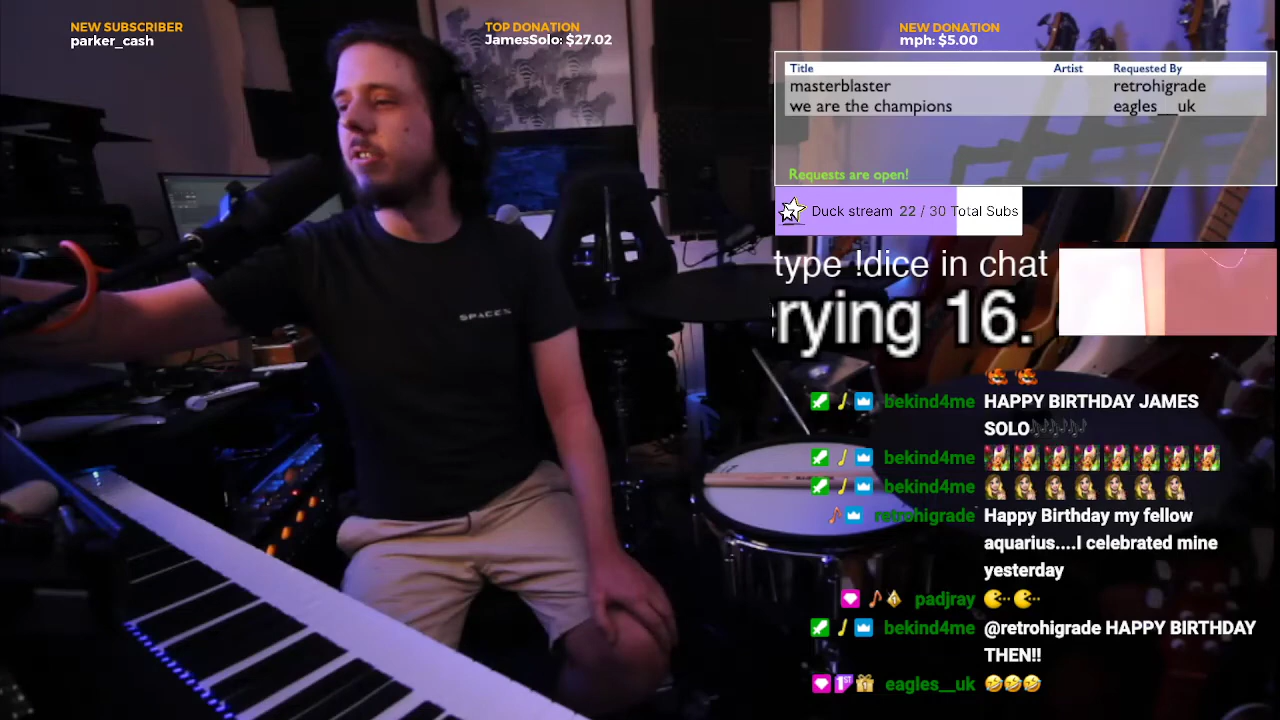 NEW SUBSCRIBER
parker_cash
TOP DONATION
JamesSolo: $27.02
NEW DONATION
mph: $5.00
Title Artist Requested By
masterblaster retrohigrade
we are the champions eagles__uk
Requests are open!
Duck stream 22 / 30 Total Subs
type !dice in chat
rying 16.
SPACES
bekind4me HAPPY BIRTHDAY JAMES
SOLO
bekind4me
bekind4me
retrohigrade Happy Birthday my fellow
aquarius....I celebrated mine
yesterday
padjray
bekind4me @retrohigrade HAPPY BIRTHDAY
THEN!!
eagles__uk